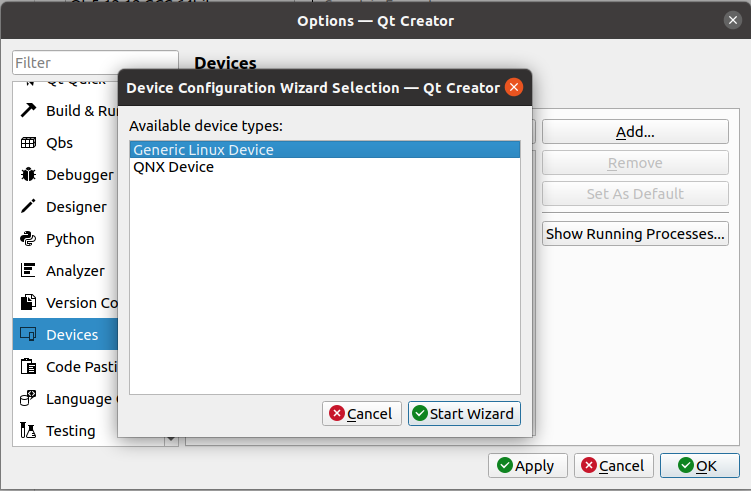 Options — Qt Creator
Filter
Devices
Device Configuration Wizard Selection — Qt Creator
Available device types:
Generic Linux Device
QNX Device
Build & Ru
Qbs
Debugger
Designer
Python
Analyzer
Version Co
Devices
Code Pasti
Language
Testing
Add...
Remove
Set As Default
Show Running Processes...
Cancel
Start Wizard
Apply
Cancel
OK